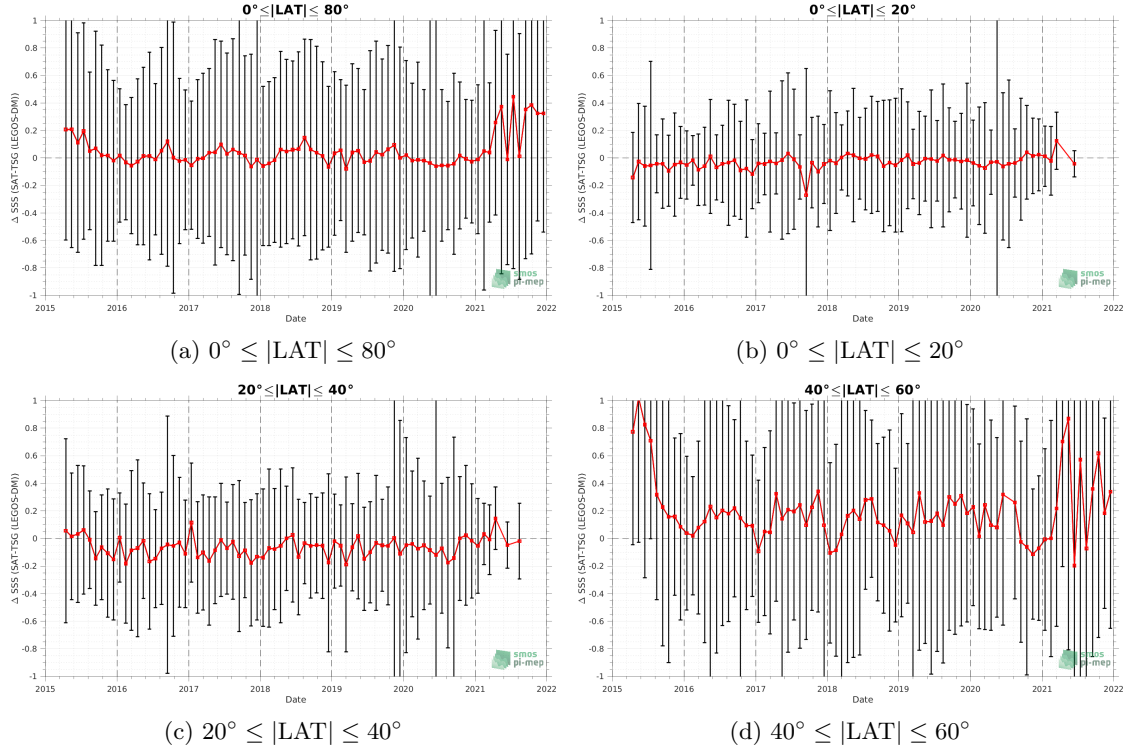 0°≤|LAT|≤ 80°
Δ SSS (SAT-TSG (LEGOS-DM))
1
0.8
0.6
0.4
0.2
0
-0.2
-0.4
-0.6
-0.8
-1
2015 2016 2017 2018 2019 2020 2021 2022
Date
smos
pi-mep
(a) 0° ≤ |LAT| ≤ 80°
0°≤|LAT|≤ 20°
Δ SSS (SAT-TSG (LEGOS-DM))
1
0.8
0.6
0.4
0.2
0
-0.2
-0.4
-0.6
-0.8
-1
2015 2016 2017 2018 2019 2020 2021 2022
Date
smos
pi-mep
(b) 0° ≤ |LAT| ≤ 20°
20°≤|LAT|≤ 40°
Δ SSS (SAT-TSG (LEGOS-DM))
1
0.8
0.6
0.4
0.2
0
-0.2
-0.4
-0.6
-0.8
-1
2015 2016 2017 2018 2019 2020 2021 2022
Date
smos
pi-mep
(c) 20° ≤ |LAT| ≤ 40°
40°≤|LAT|≤ 60°
Δ SSS (SAT-TSG (LEGOS-DM))
1
0.8
0.6
0.4
0.2
0
-0.2
-0.4
-0.6
-0.8
-1
2015 2016 2017 2018 2019 2020 2021 2022
Date
smos
pi-mep
(d) 40° ≤ |LAT| ≤ 60°